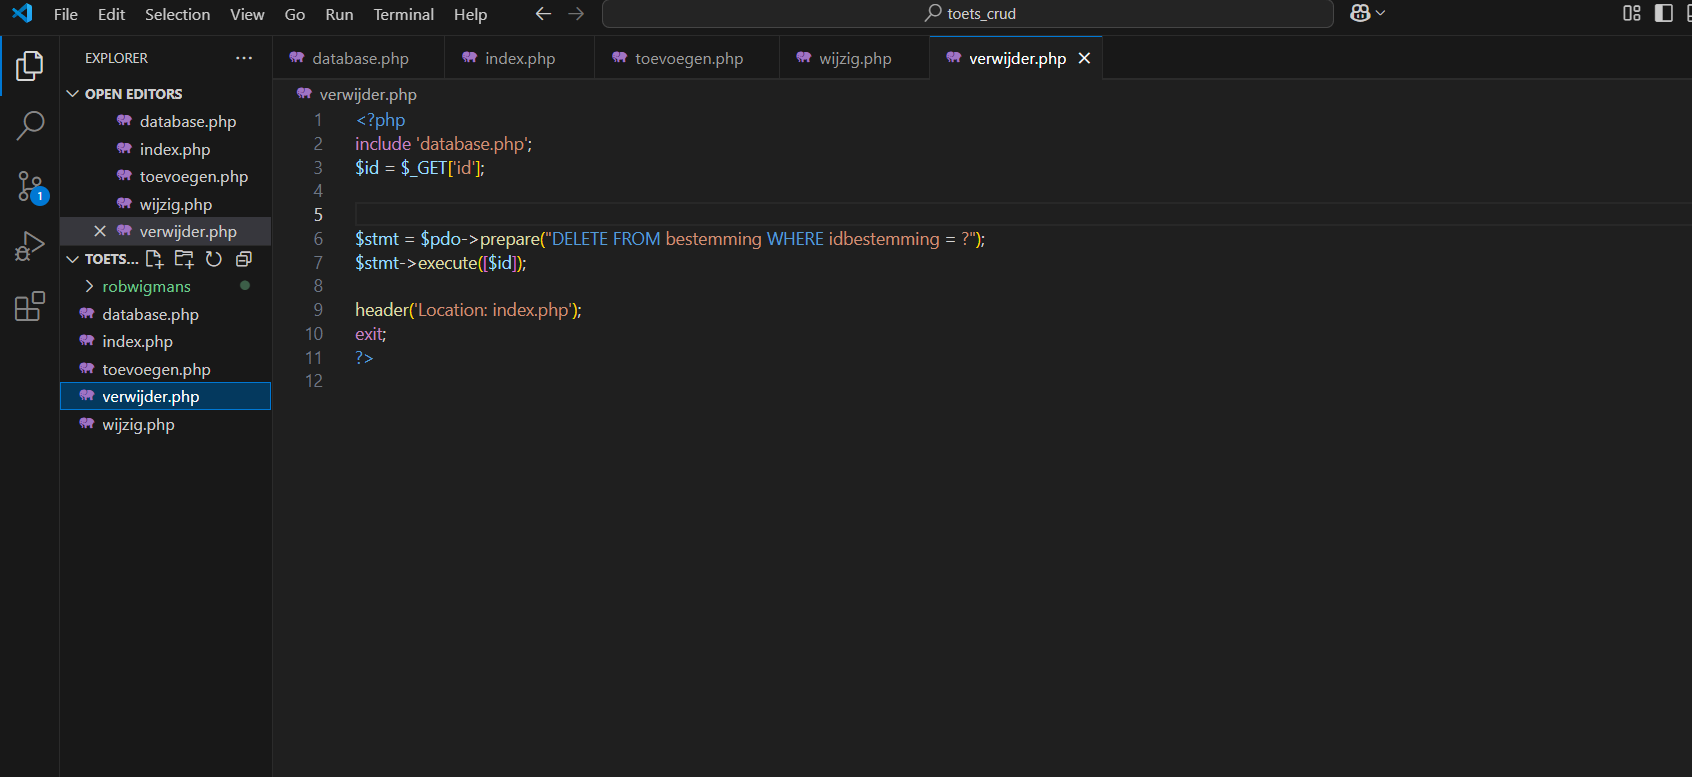 File Edit Selection View Go Run Terminal Help
toets_crud
EXPLORER
OPEN EDITORS
database.php
index.php
toevoegen.php
wijzig.php
verwijder.php
TOETS...
robwigmans
database.php
index.php
toevoegen.php
verwijder.php
wijzig.php
1
database.php index.php toevoegen.php wijzig.php verwijder.php
verwijder.php
1 <?php
2 include 'database.php';
3 $id = $_GET['id'];
4
5
6 $stmt = $pdo->prepare("DELETE FROM bestemming WHERE idbestemming = ?");
7 $stmt->execute([$id]);
8
9 header('Location: index.php');
10 exit;
11 ?>
12